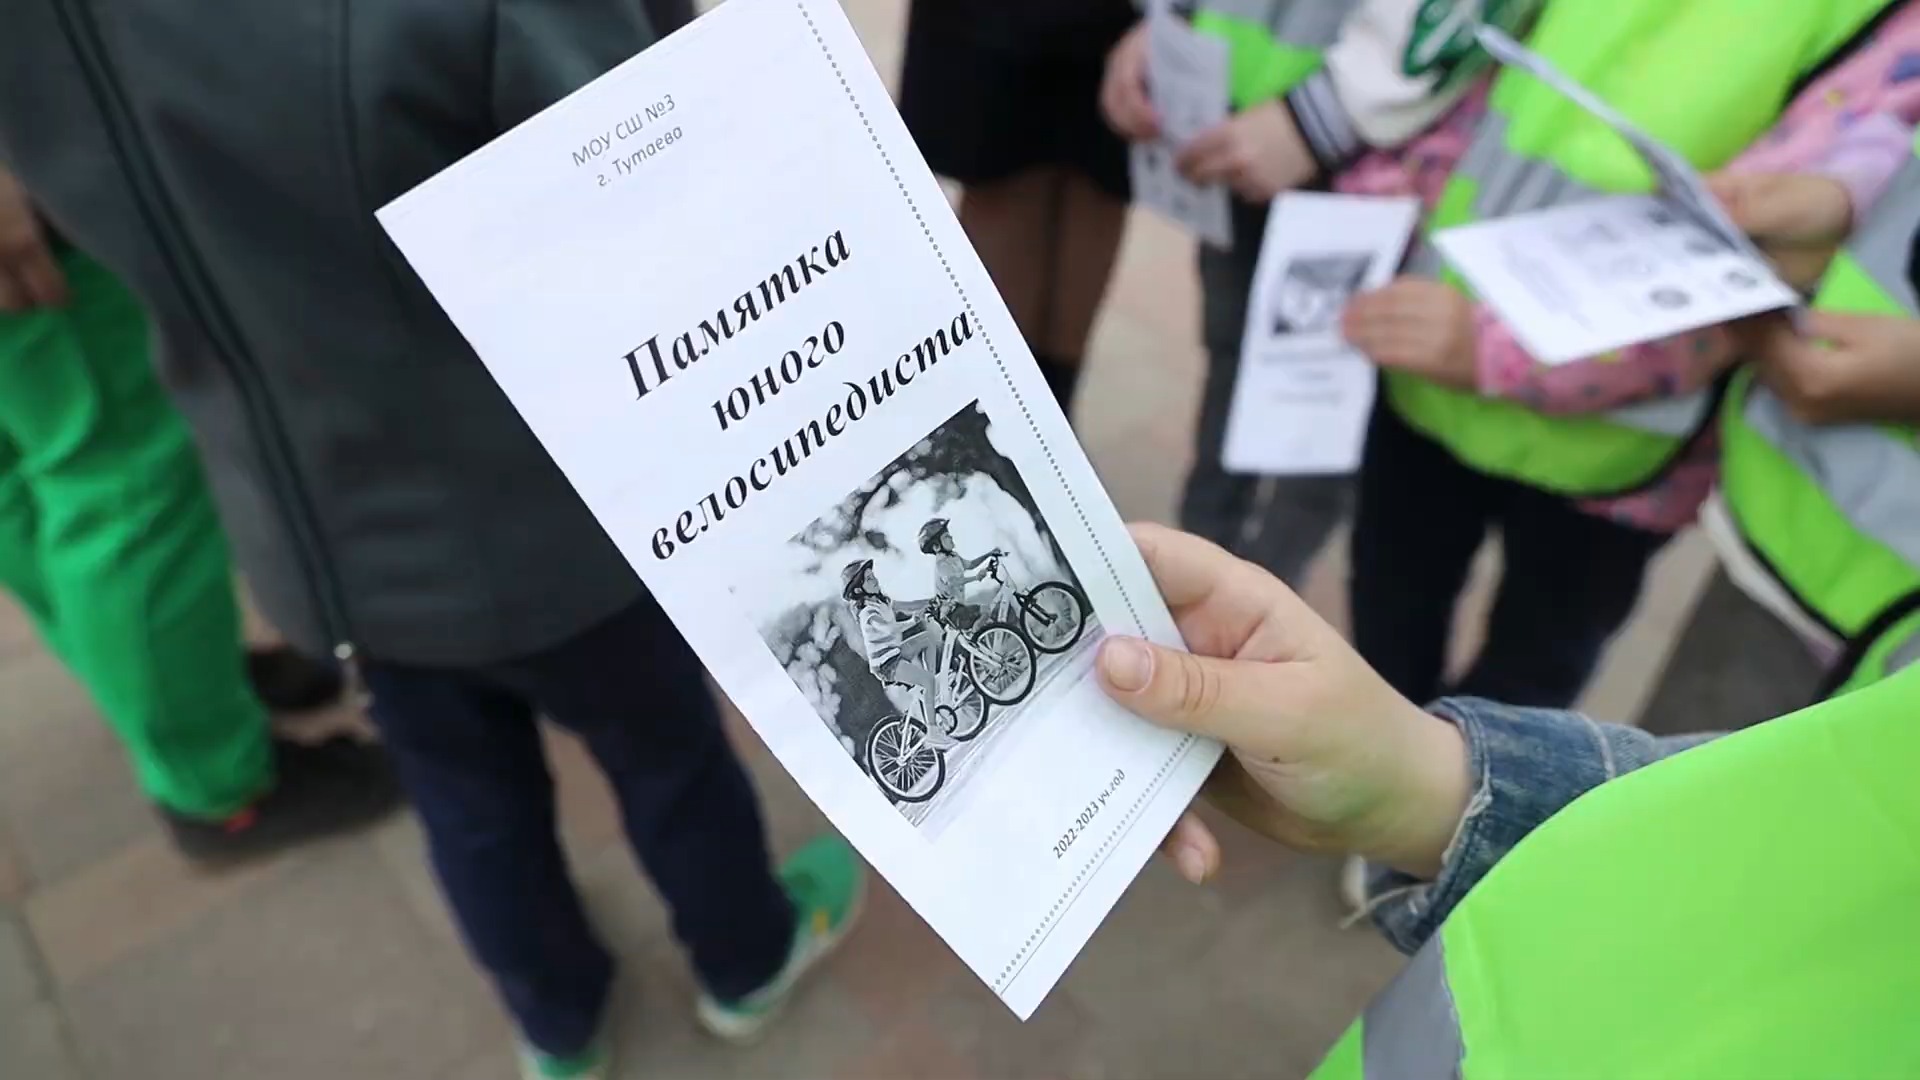 МОУ СШ №3
г. Тутаева
Памятка
юного
велосипедиста
2022-2023 уч.год